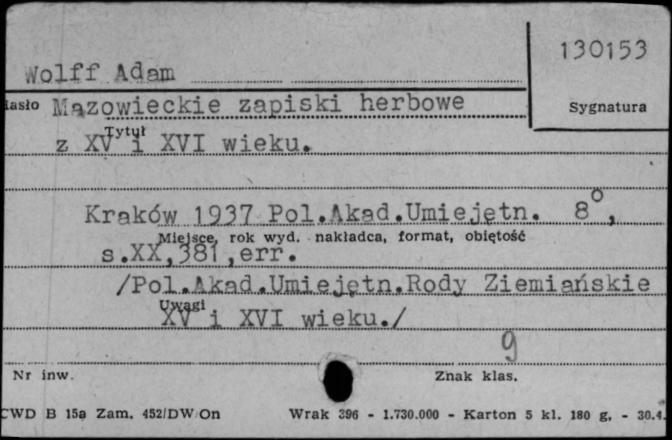 130153
Wolff Adam
Hasło Mazowieckie zapiski herbowe
Sygnatura
Tytuł
z XV i XVI wieku.
Kraków 1937 Pol.Akad.Umiejętn. 8°,
Miejsce, rok wyd. nakładca, format, objętość
s.XX,381,err.
/Pol.Akad.Umiejętn.Rody Ziemiańskie
Uwagi
XV i XVI wieku./
9
Nr inw.
Znak klas.
CWD B 15a Zam. 452/DW/On Wrak 396 - 1.730.000 - Karton 5 kl. 180 g. - 30.4.